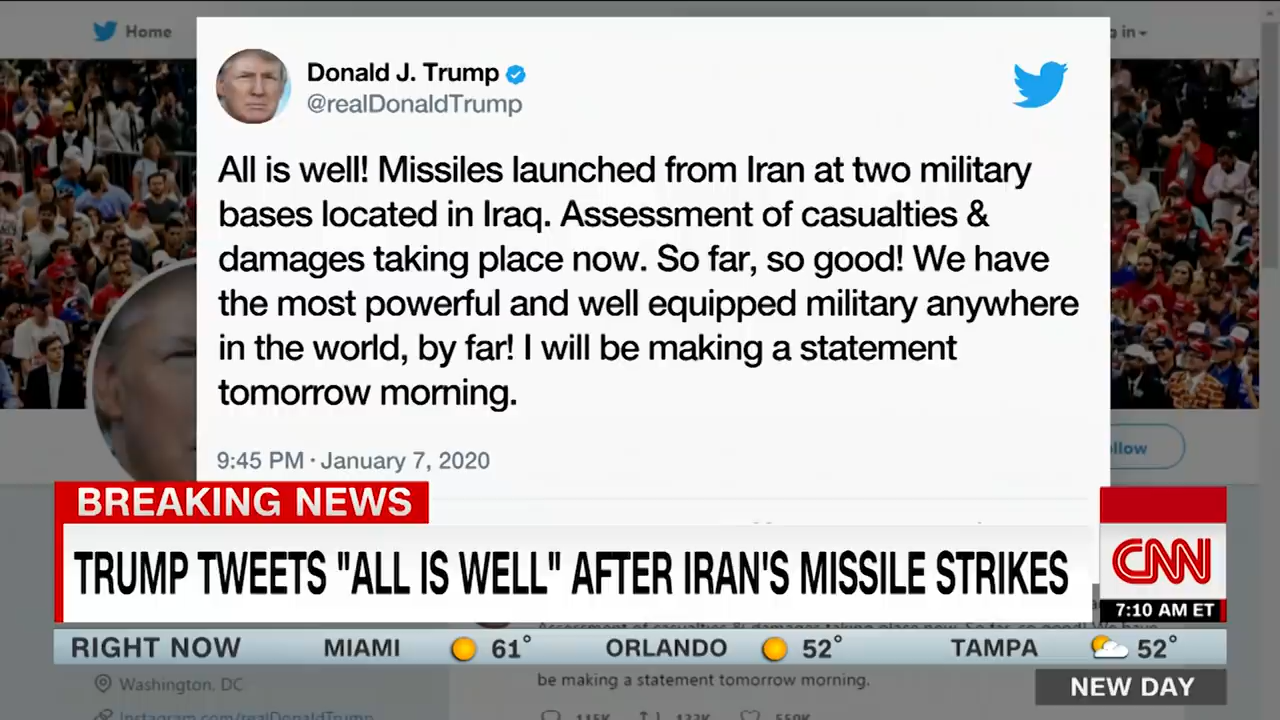 Home
in
Donald J. Trump
@realDonaldTrump
All is well! Missiles launched from Iran at two military
bases located in Iraq. Assessment of casualties &
damages taking place now. So far, so good! We have
the most powerful and well equipped military anywhere
in the world, by far! I will be making a statement
tomorrow morning.
9:45 PM · January 7, 2020
BREAKING NEWS
TRUMP TWEETS "ALL IS WELL" AFTER IRAN'S MISSILE STRIKES
CNN
7:10 AM ET
RIGHT NOW MIAMI 61° ORLANDO 52° TAMPA 52°
Washington, DC
be making a statement tomorrow morning.
NEW DAY
Instagram.com/realDonaldTrump